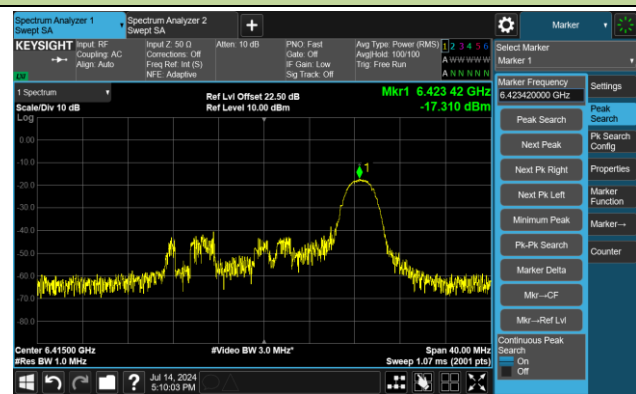 Spectrum Analyzer 1
Swept SA
Spectrum Analyzer 2
Swept SA
+
Marker
KEYSIGHT
Input: RF
Coupling: AC
Align: Auto
Input Z: 50 Ω
Corrections: Off
Freq Ref: Int (S)
NFE: Adaptive
Atten: 10 dB
PNO: Fast
Gate: Off
IF Gain: Low
Sig Track: Off
Avg Type: Power (RMS)
Avg|Hold: 100/100
Trig: Free Run
1 2 3 4 5 6
A W W W W W
A N N N N N
LXI
Select Marker
Marker 1
1 Spectrum
Scale/Div 10 dB
Log
Ref Lvl Offset 22.50 dB
Ref Level 10.00 dBm
Mkr1 6.423 42 GHz
-17.310 dBm
0.00
-10.0
-20.0
-30.0
-40.0
-50.0
-60.0
-70.0
-80.0
1
Center 6.41500 GHz
#Res BW 1.0 MHz
#Video BW 3.0 MHz*
Span 40.00 MHz
Sweep 1.07 ms (2001 pts)
Marker Frequency
6.423420000 GHz
Peak Search
Next Peak
Next Pk Right
Next Pk Left
Minimum Peak
Pk-Pk Search
Marker Delta
Mkr→CF
Mkr→Ref Lvl
Continuous Peak
Search
On
Off
Settings
Peak
Search
Pk Search
Config
Properties
Marker
Function
Marker→
Counter
?
Jul 14, 2024
5:10:03 PM